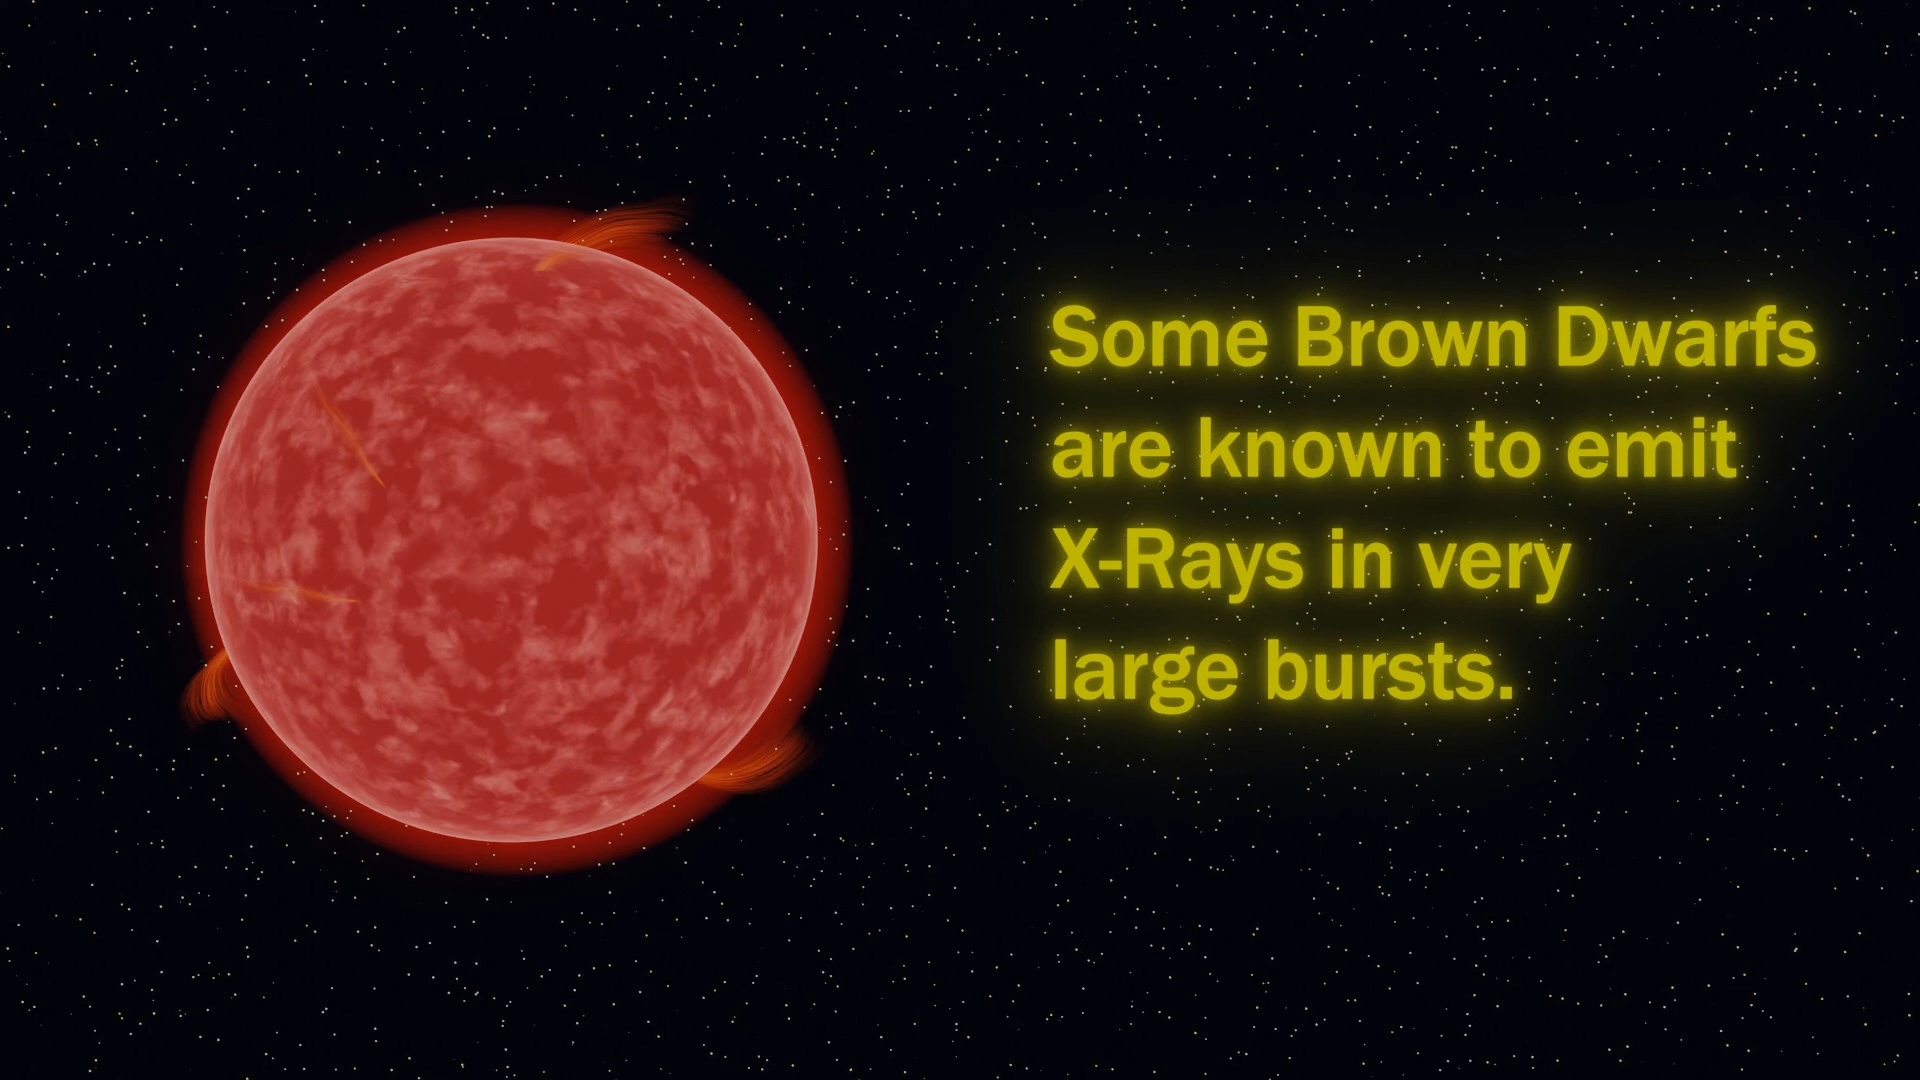 Some Brown Dwarfs
are known to emit
X-Rays in very
large bursts.